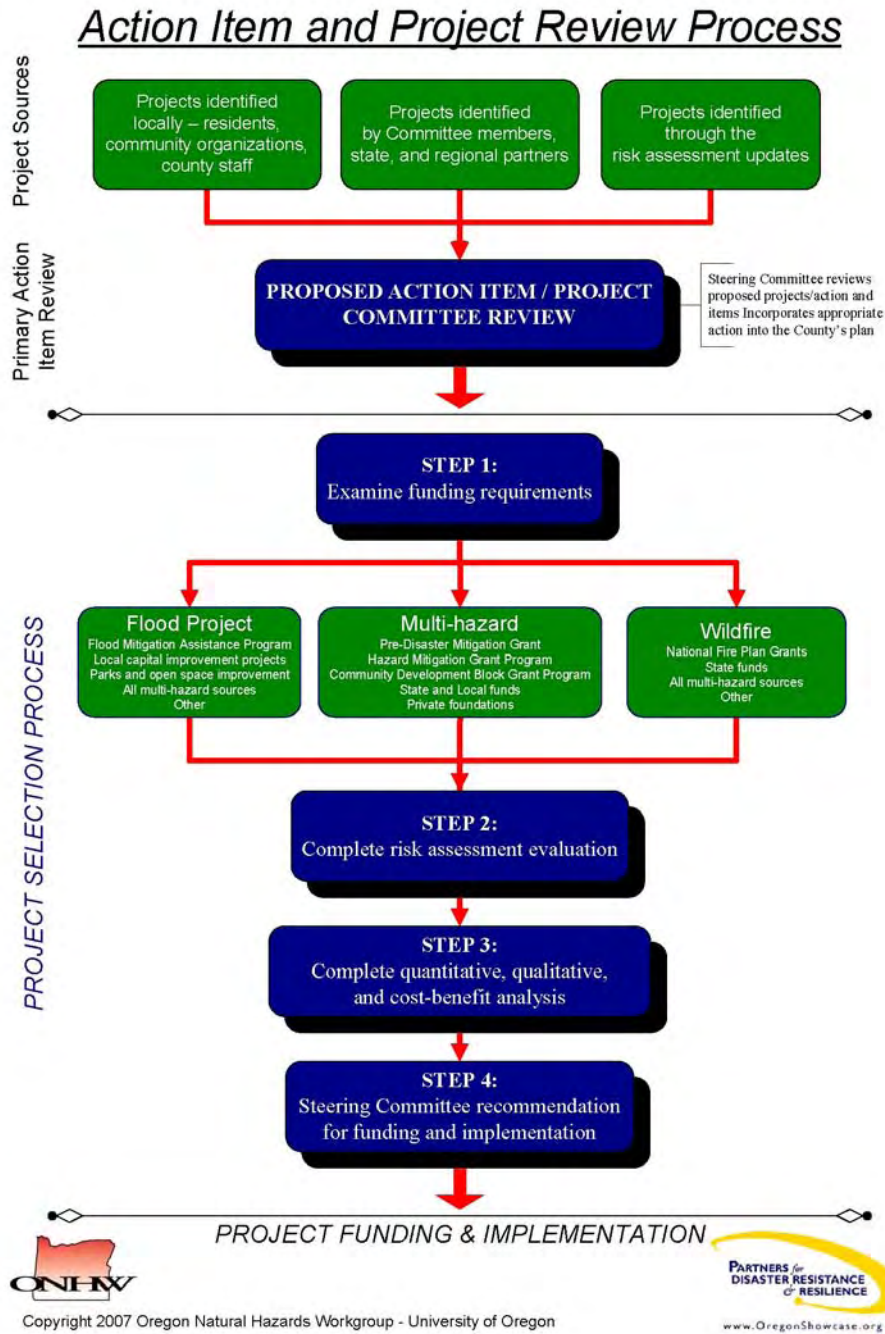 Action Item and Project Review Process
Project Sources
Projects identified
locally – residents,
community organizations,
county staff
Projects identified
by Committee members,
state, and regional partners
Projects identified
through the
risk assessment updates
Primary Action
Item Review
PROPOSED ACTION ITEM / PROJECT
COMMITTEE REVIEW
Steering Committee reviews
proposed projects/action and
items Incorporates appropriate
action into the County's plan
PROJECT SELECTION PROCESS
STEP 1:
Examine funding requirements
Flood Project
Flood Mitigation Assistance Program
Local capital improvement projects
Parks and open space improvement
All multi-hazard sources
Other
Multi-hazard
Pre-Disaster Mitigation Grant
Hazard Mitigation Grant Program
Community Development Block Grant Program
State and Local funds
Private foundations
Wildfire
National Fire Plan Grants
State funds
All multi-hazard sources
Other
STEP 2:
Complete risk assessment evaluation
STEP 3:
Complete quantitative, qualitative,
and cost-benefit analysis
STEP 4:
Steering Committee recommendation
for funding and implementation
PROJECT FUNDING & IMPLEMENTATION
ONHW
PARTNERS for
DISASTER RESISTANCE
& RESILIENCE
Copyright 2007 Oregon Natural Hazards Workgroup - University of Oregon
www.OregonShowcase.org